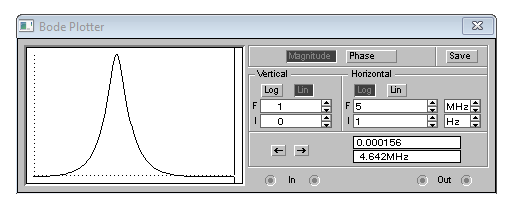 Bode Plotter
Magnitude Phase Save
Vertical Horizontal
Log Lin Log Lin
F 1 F 5 MHz
I 0 I 1 Hz
← → 0.000156
4.642MHz
In Out